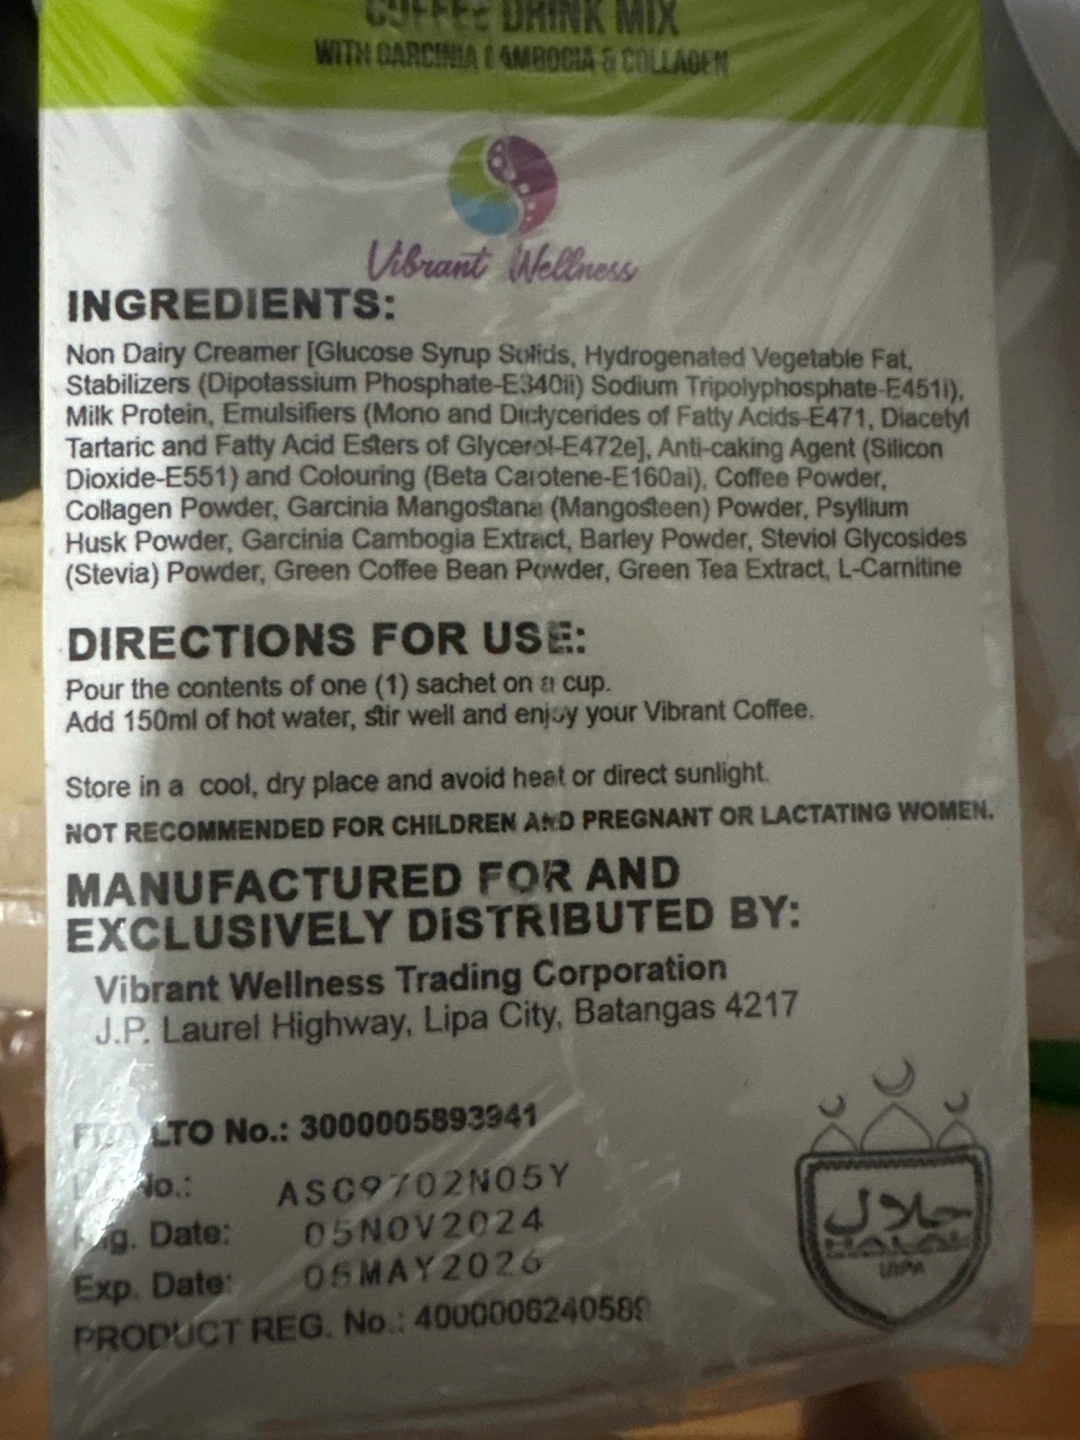 COFFEE DRINK MIX
WITH GARCINIA CAMBOGIA & COLLAGEN
Vibrant Wellness
INGREDIENTS:
Non Dairy Creamer [Glucose Syrup Solids, Hydrogenated Vegetable Fat,
Stabilizers (Dipotassium Phosphate-E340ii) Sodium Tripolyphosphate-E451i),
Milk Protein, Emulsifiers (Mono and Diclycerides of Fatty Acids-E471, Diacetyl
Tartaric and Fatty Acid Esters of Glycerol-E472e], Anti-caking Agent (Silicon
Dioxide-E551) and Colouring (Beta Carotene-E160ai), Coffee Powder,
Collagen Powder, Garcinia Mangostana (Mangosteen) Powder, Psyllium
Husk Powder, Garcinia Cambogia Extract, Barley Powder, Steviol Glycosides
(Stevia) Powder, Green Coffee Bean Powder, Green Tea Extract, L-Carnitine
DIRECTIONS FOR USE:
Pour the contents of one (1) sachet on a cup.
Add 150ml of hot water, stir well and enjoy your Vibrant Coffee.
Store in a cool, dry place and avoid heat or direct sunlight.
NOT RECOMMENDED FOR CHILDREN AND PREGNANT OR LACTATING WOMEN.
MANUFACTURED FOR AND
EXCLUSIVELY DISTRIBUTED BY:
Vibrant Wellness Trading Corporation
J.P. Laurel Highway, Lipa City, Batangas 4217
LTO No.: 3000005893941
No.: ASC9702N05Y
Date: 05NOV2024
Exp. Date: 05MAY2026
PRODUCT REG. No.: 4000006240589
حلال
HALAL